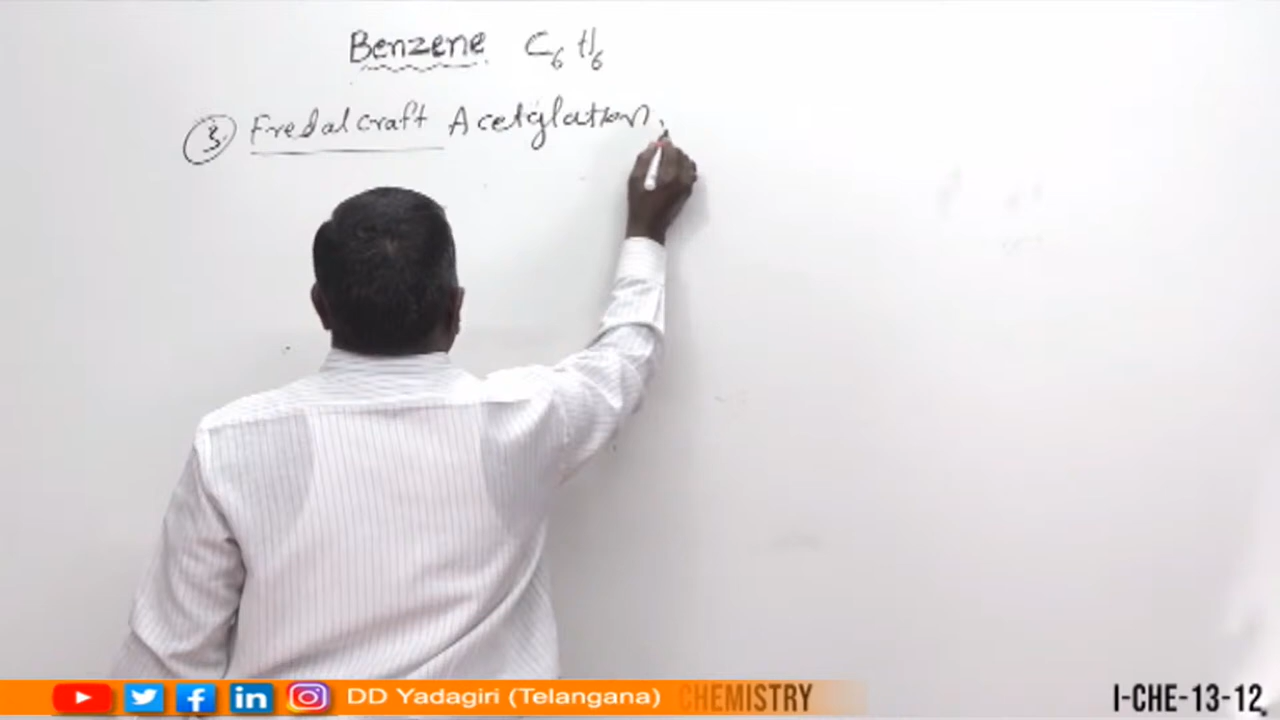 Benzene C6H6
③ Fredalcraft Acetylation.
DD Yadagiri (Telangana) CHEMISTRY
I-CHE-13-12